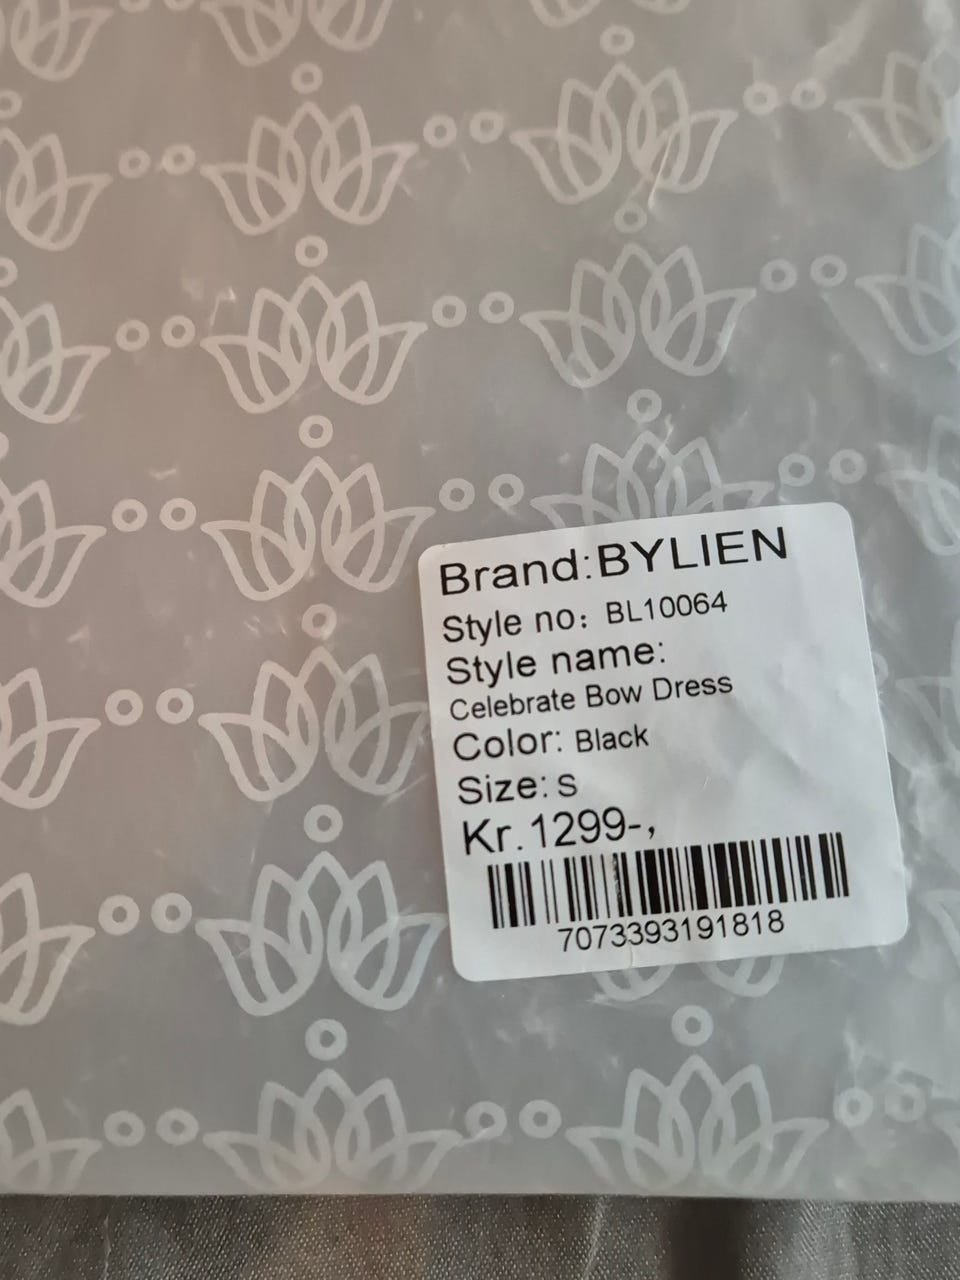 Brand:BYLIEN
Style no: BL10064
Style name:
Celebrate Bow Dress
Color: Black
Size: S
Kr.1299-,
7073393191818